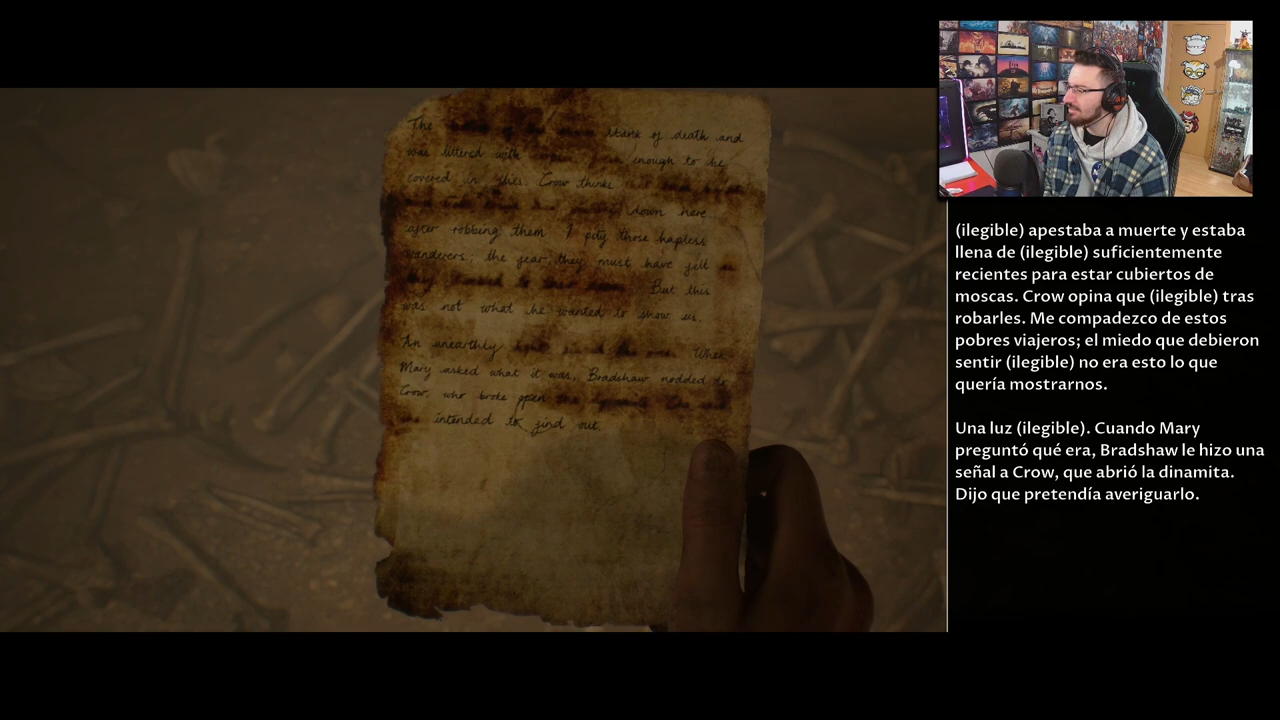 The stank of death and
was littered with enough to be
covered in flies. Crow thinks
down here
after robbing them. I pity those hapless
wanderers; the fear they must have felt
But this
was not what he wanted to show us.
An unearthly When
Mary asked what it was, Bradshaw nodded to
Crow, who broke open
intended to find out.
(ilegible) apestaba a muerte y estaba
llena de (ilegible) suficientemente
recientes para estar cubiertos de
moscas. Crow opina que (ilegible) tras
robarles. Me compadezco de estos
pobres viajeros; el miedo que debieron
sentir (ilegible) no era esto lo que
quería mostrarnos.
Una luz (ilegible). Cuando Mary
preguntó qué era, Bradshaw le hizo una
señal a Crow, que abrió la dinamita.
Dijo que pretendía averiguarlo.